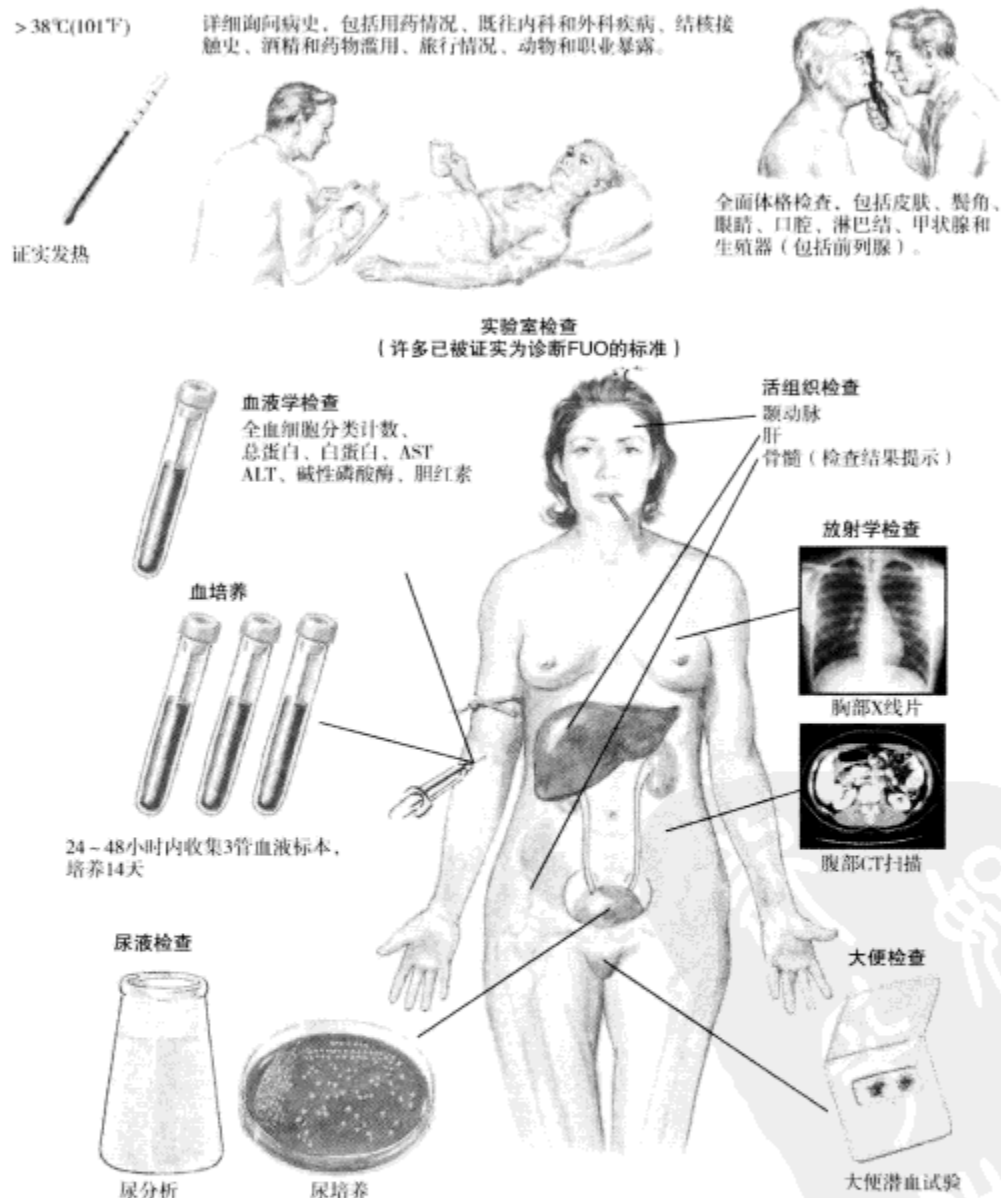 >38℃(101℉)
证实发热
详细询问病史，包括用药情况、既往内科和外科疾病、结核接
触史、酒精和药物滥用、旅行情况、动物和职业暴露。
全面体格检查，包括皮肤、鬓角、
眼睛、口腔、淋巴结、甲状腺和
生殖器（包括前列腺）。
实验室检查
（许多已被证实为诊断FUO的标准）
血液学检查
全血细胞分类计数、
总蛋白、白蛋白、AST
ALT、碱性磷酸酶、胆红素
活组织检查
颞动脉
肝
骨髓（检查结果提示）
放射学检查
胸部X线片
血培养
24～48小时内收集3管血液标本，
培养14天
腹部CT扫描
尿液检查
尿分析
尿培养
大便检查
大便潜血试验